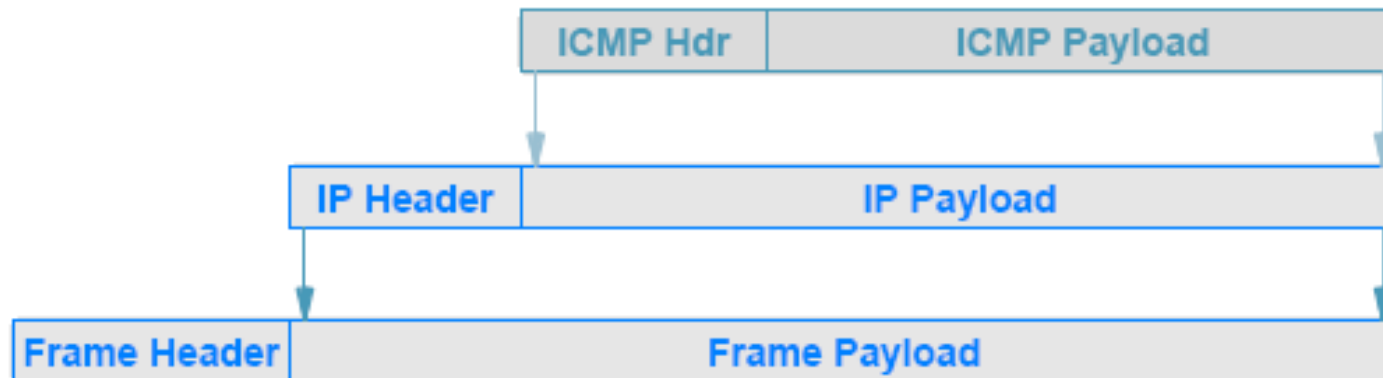 ICMP Hdr ICMP Payload
IP Header IP Payload
Frame Header Frame Payload